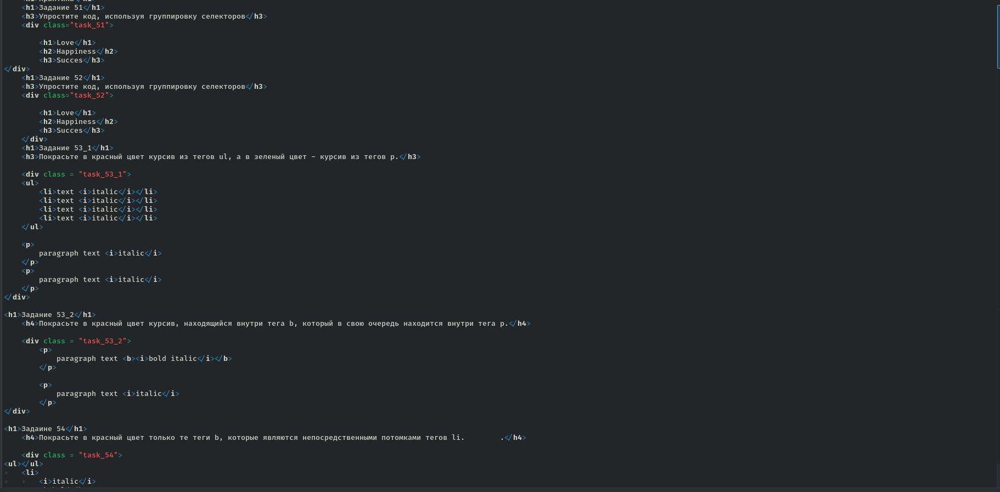 <h1>Задание 51</h1>
<h3>Упростите код, используя группировку селекторов</h3>
<div class="task_51">
<h1>Love</h1>
<h2>Happiness</h2>
<h3>Succes</h3>
</div>
<h1>Задание 52</h1>
<h3>Упростите код, используя группировку селекторов</h3>
<div class="task_52">
<h1>Love</h1>
<h2>Happiness</h2>
<h3>Succes</h3>
</div>
<h1>Задание 53_1</h1>
<h3>Покрасьте в красный цвет курсив из тегов ul, а в зеленый цвет - курсив из тегов p.</h3>
<div class = "task_53_1">
<ul>
<li>text <i>italic</i></li>
<li>text <i>italic</i></li>
<li>text <i>italic</i></li>
<li>text <i>italic</i></li>
</ul>
<p>
paragraph text <i>italic</i>
</p>
<p>
paragraph text <i>italic</i>
</p>
</div>
<h1>Задание 53_2</h1>
<h4>Покрасьте в красный цвет курсив, находящийся внутри тега b, который в свою очередь находится внутри тега p.</h4>
<div class = "task_53_2">
<p>
paragraph text <b><i>bold italic</i></b>
</p>
<p>
paragraph text <i>italic</i>
</p>
</div>
<h1>Задаине 54</h1>
<h4>Покрасьте в красный цвет только те теги b, которые являются непосредственными потомками тегов li.        .</h4>
<div class = "task_54">
<ul></ul>
<li>
<i>italic</i>